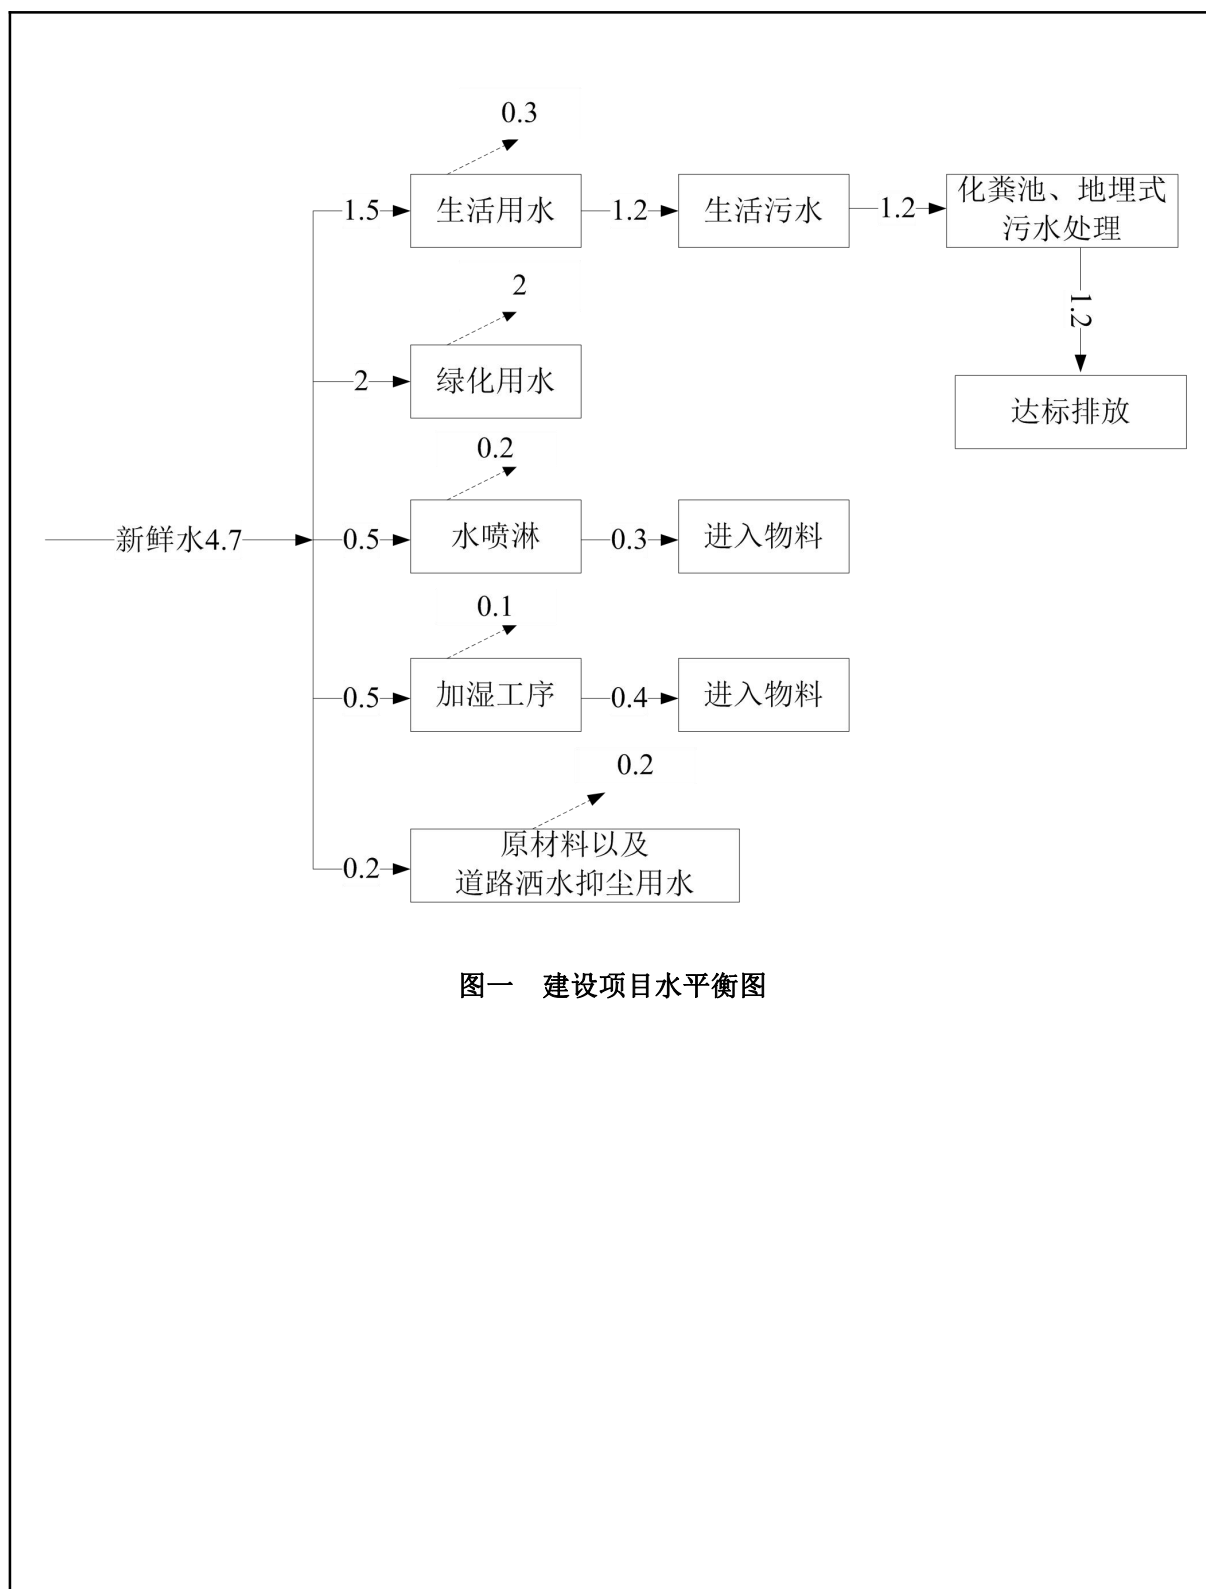 0.3
1.5
生活用水
1.2
生活污水
1.2
化粪池、地埋式
污水处理
1.2
达标排放
2
2
绿化用水
0.2
新鲜水4.7
0.5
水喷淋
0.3
进入物料
0.1
0.5
加湿工序
0.4
进入物料
0.2
0.2
原材料以及
道路洒水抑尘用水
图一 建设项目水平衡图